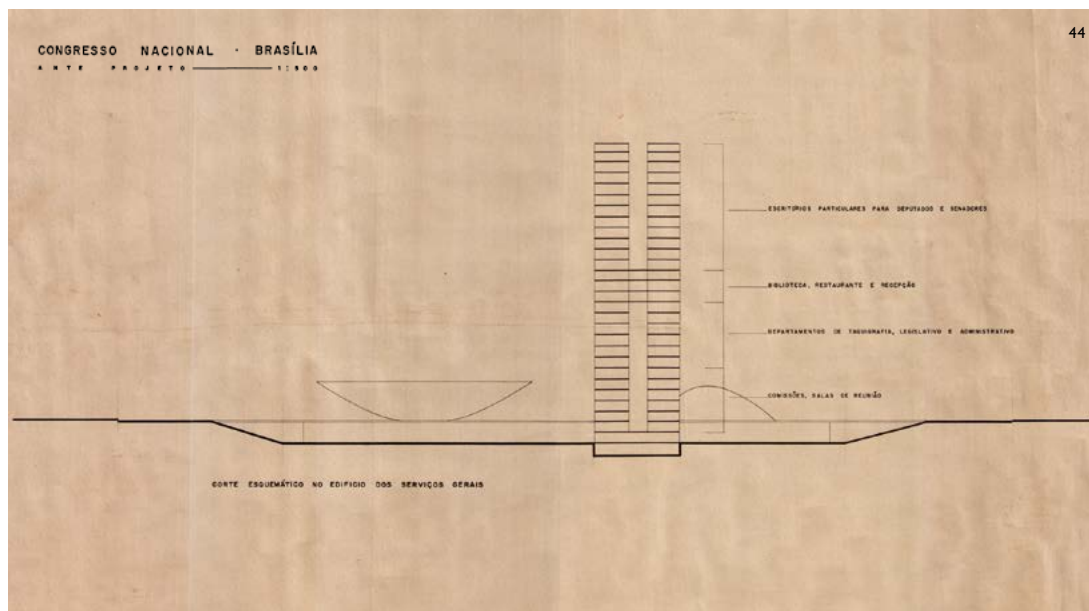 44
CONGRESSO NACIONAL · BRASÍLIA
ANTE PROJETO 1:500
ESCRITÓRIOS PARTICULARES PARA DEPUTADOS E SENADORES
BIBLIOTECA, RESTAURANTE E RECEPÇÃO
DEPARTAMENTOS DE TAQUIGRAFIA, LEGISLATIVO E ADMINISTRATIVO
COMISSÕES, SALAS DE REUNIÃO
CORTE ESQUEMÁTICO NO EDIFICIO DOS SERVIÇOS GERAIS